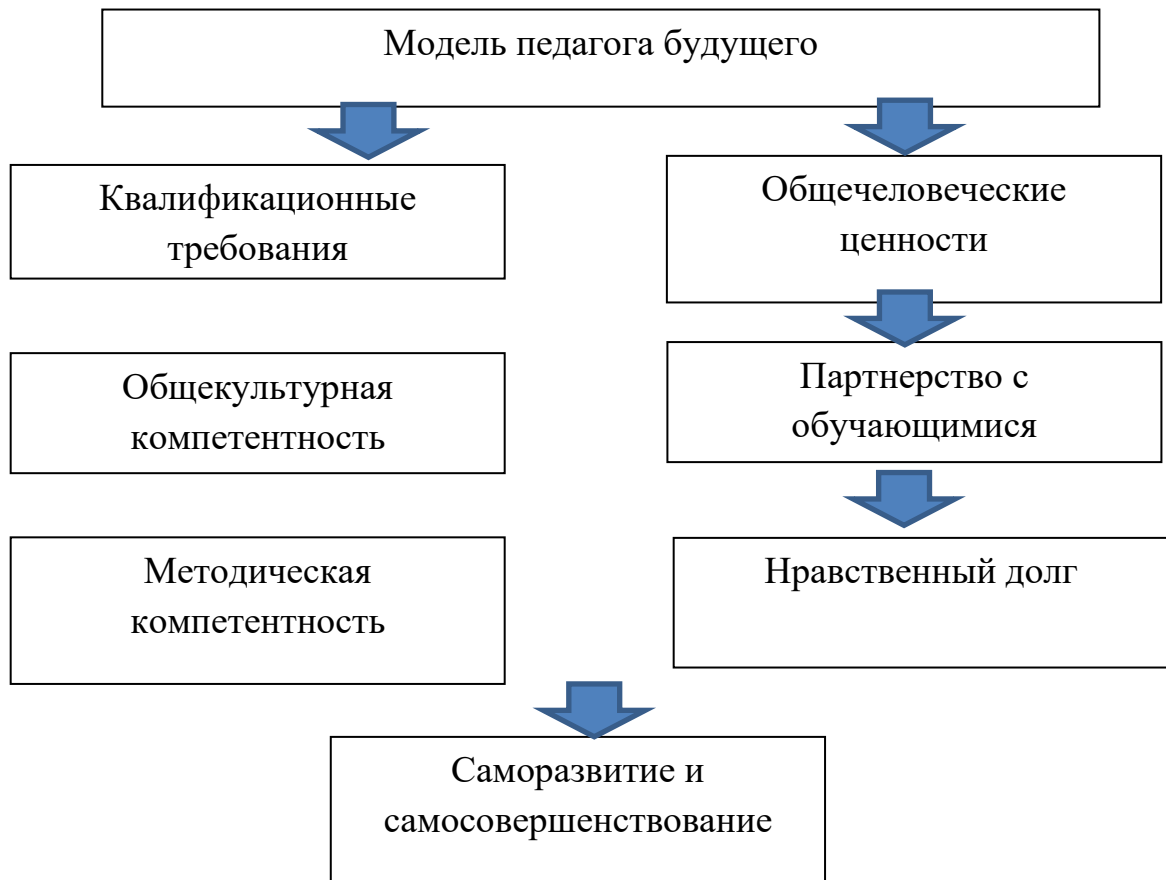 Модель педагога будущего
Квалификационные
требования
Общечеловеческие
ценности
Общекультурная
компетентность
Партнерство с
обучающимися
Методическая
компетентность
Нравственный долг
Саморазвитие и
самосовершенствование